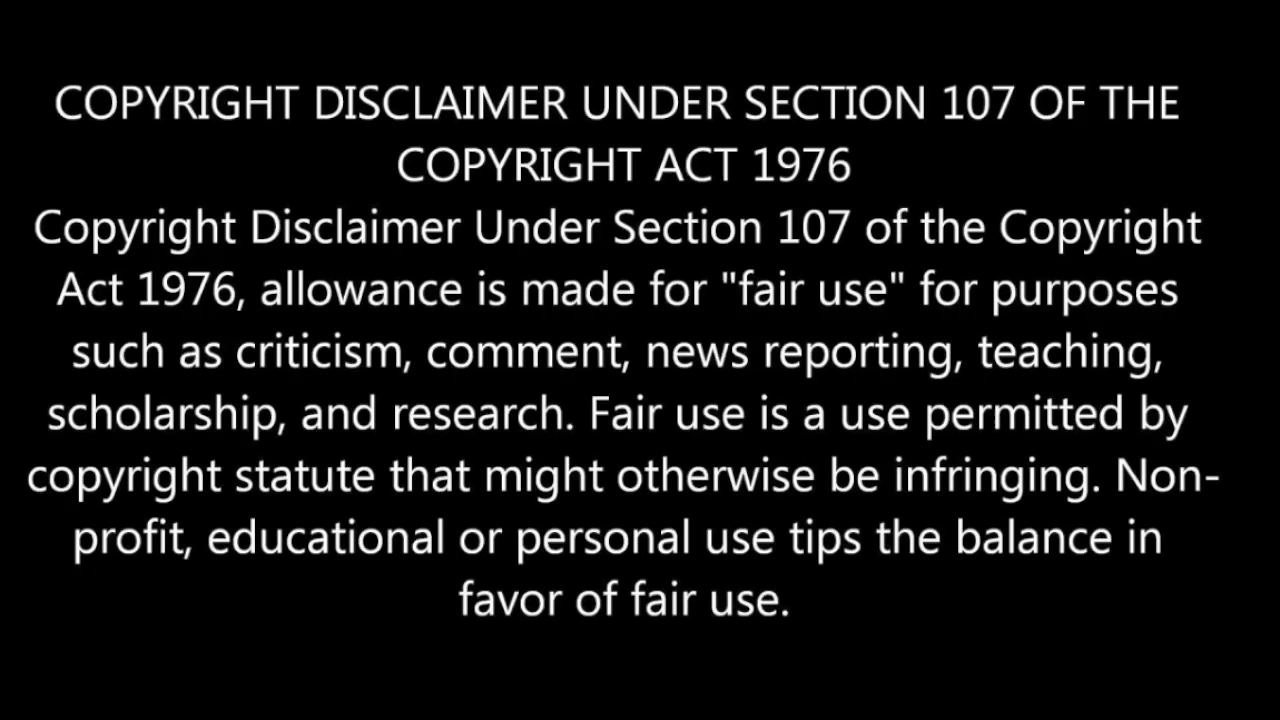 COPYRIGHT DISCLAIMER UNDER SECTION 107 OF THE
COPYRIGHT ACT 1976
Copyright Disclaimer Under Section 107 of the Copyright
Act 1976, allowance is made for "fair use" for purposes
such as criticism, comment, news reporting, teaching,
scholarship, and research. Fair use is a use permitted by
copyright statute that might otherwise be infringing. Non-
profit, educational or personal use tips the balance in
favor of fair use.